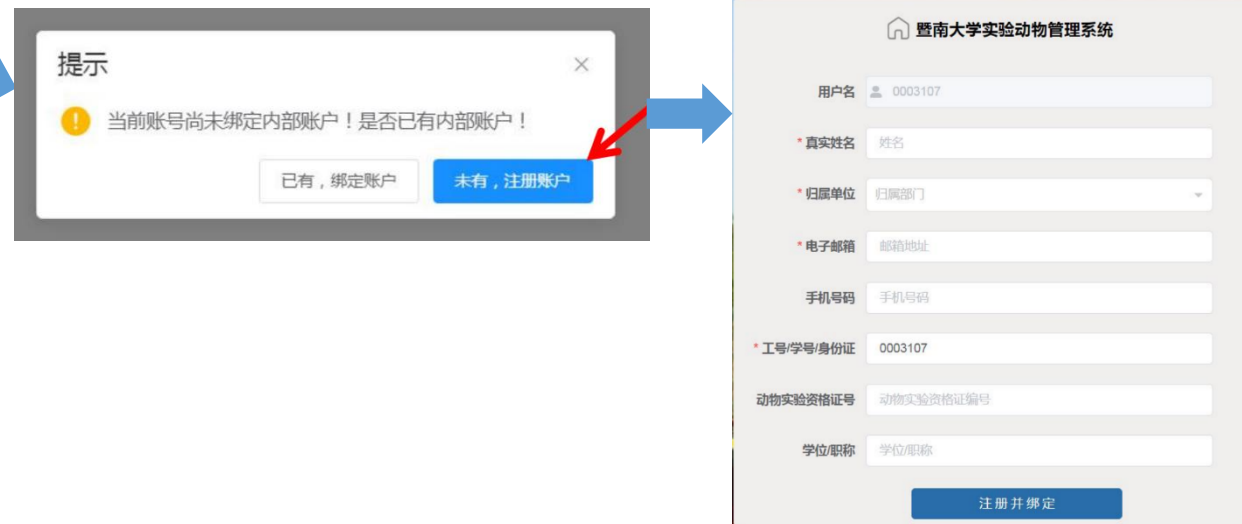 提示
当前账号尚未绑定内部账户！是否已有内部账户！
已有，绑定账户
未有，注册账户
暨南大学实验动物管理系统
用户名 0003107
* 真实姓名 姓名
* 归属单位 归属部门
* 电子邮箱 邮箱地址
手机号码 手机号码
* 工号/学号/身份证 0003107
动物实验资格证号 动物实验资格证编号
学位/职称 学位/职称
注册并绑定